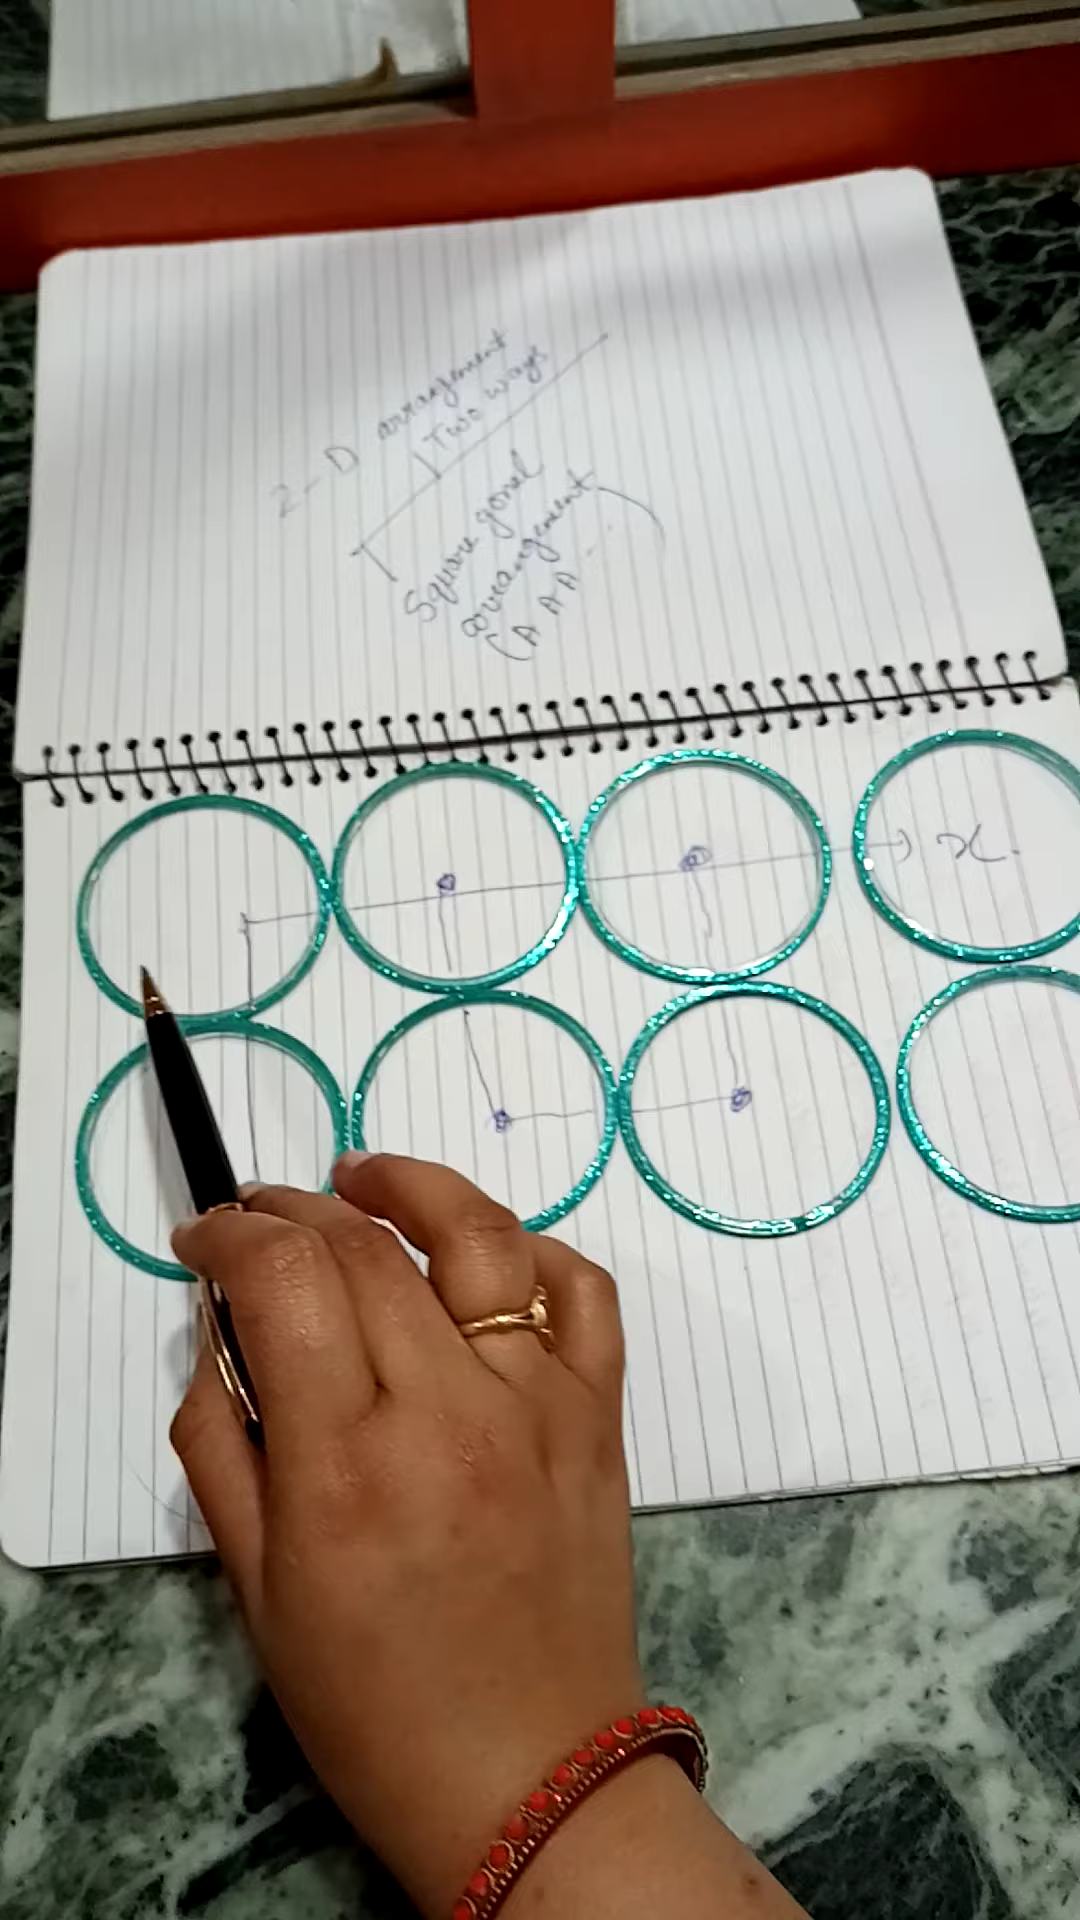 2-D arrangement
Two ways
Square gonal
arrangement
(A A A ...)
x